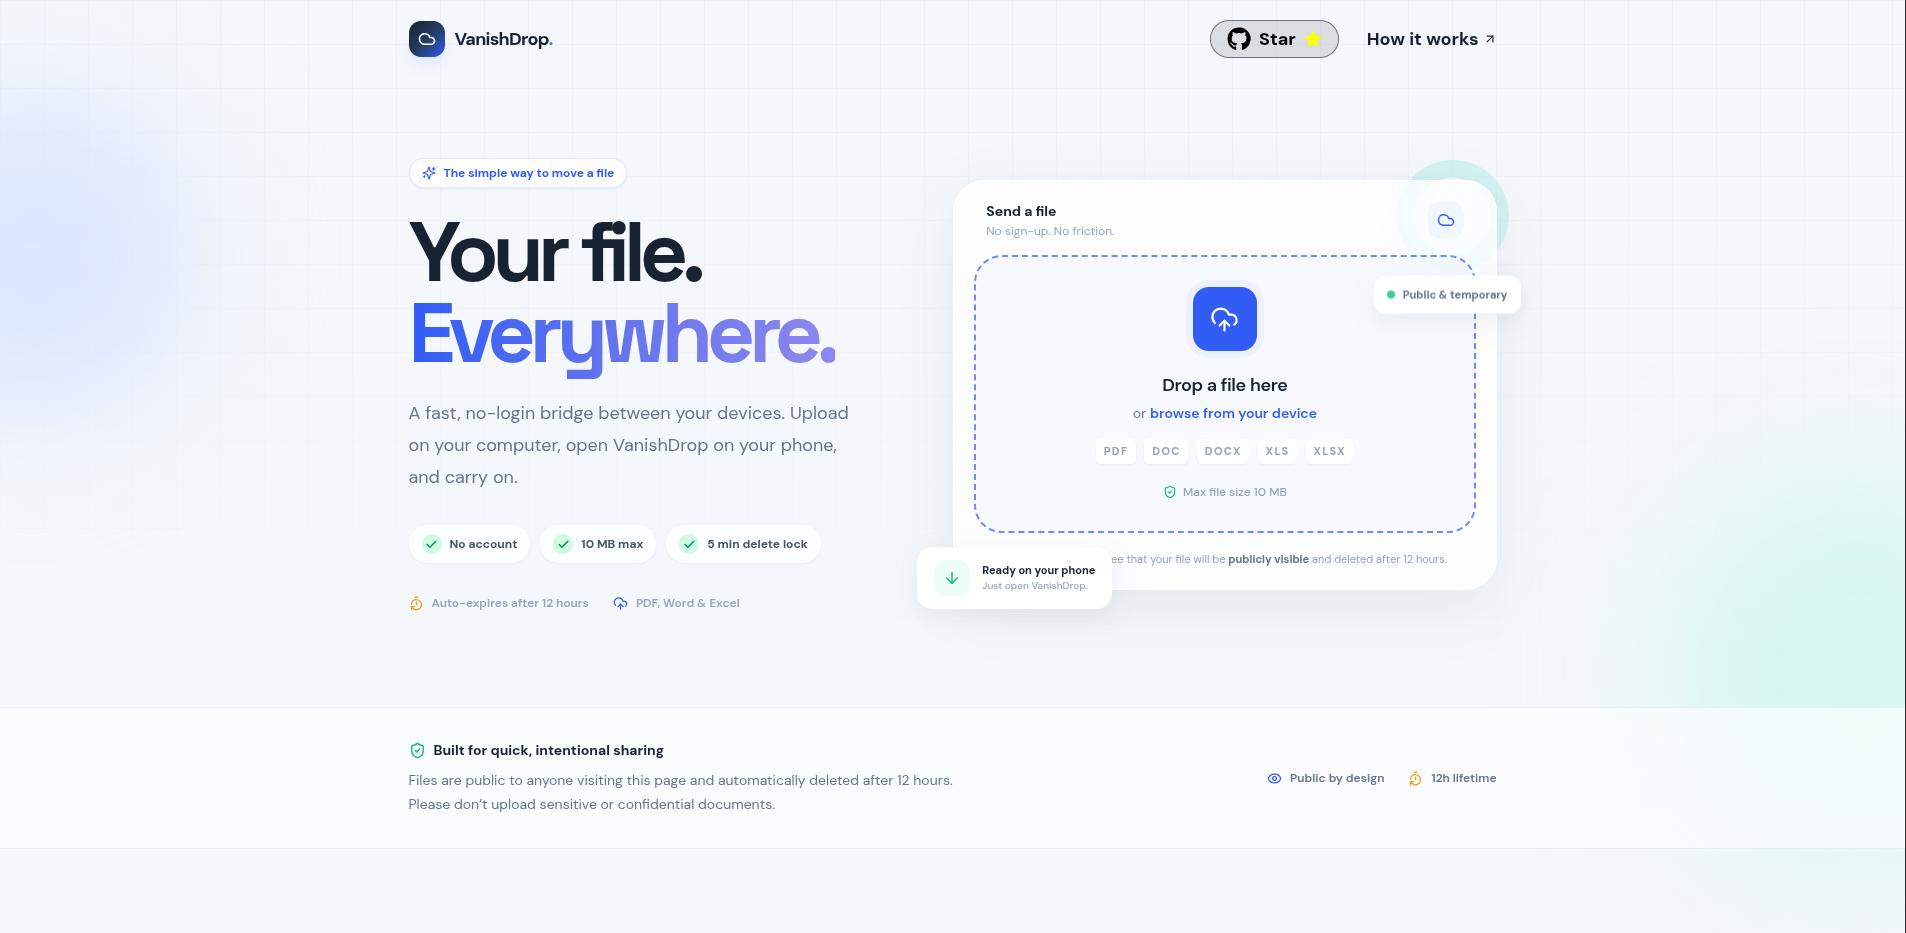 VanishDrop.
Star
How it works
The simple way to move a file
Your file.
Everywhere.
A fast, no-login bridge between your devices. Upload
on your computer, open VanishDrop on your phone,
and carry on.
No account
10 MB max
5 min delete lock
Auto-expires after 12 hours
PDF, Word & Excel
Send a file
No sign-up. No friction.
Public & temporary
Drop a file here
or browse from your device
PDF
DOC
DOCX
XLS
XLSX
Max file size 10 MB
that your file will be publicly visible and deleted after 12 hours.
Ready on your phone
Just open VanishDrop.
Built for quick, intentional sharing
Files are public to anyone visiting this page and automatically deleted after 12 hours.
Please don’t upload sensitive or confidential documents.
Public by design
12h lifetime